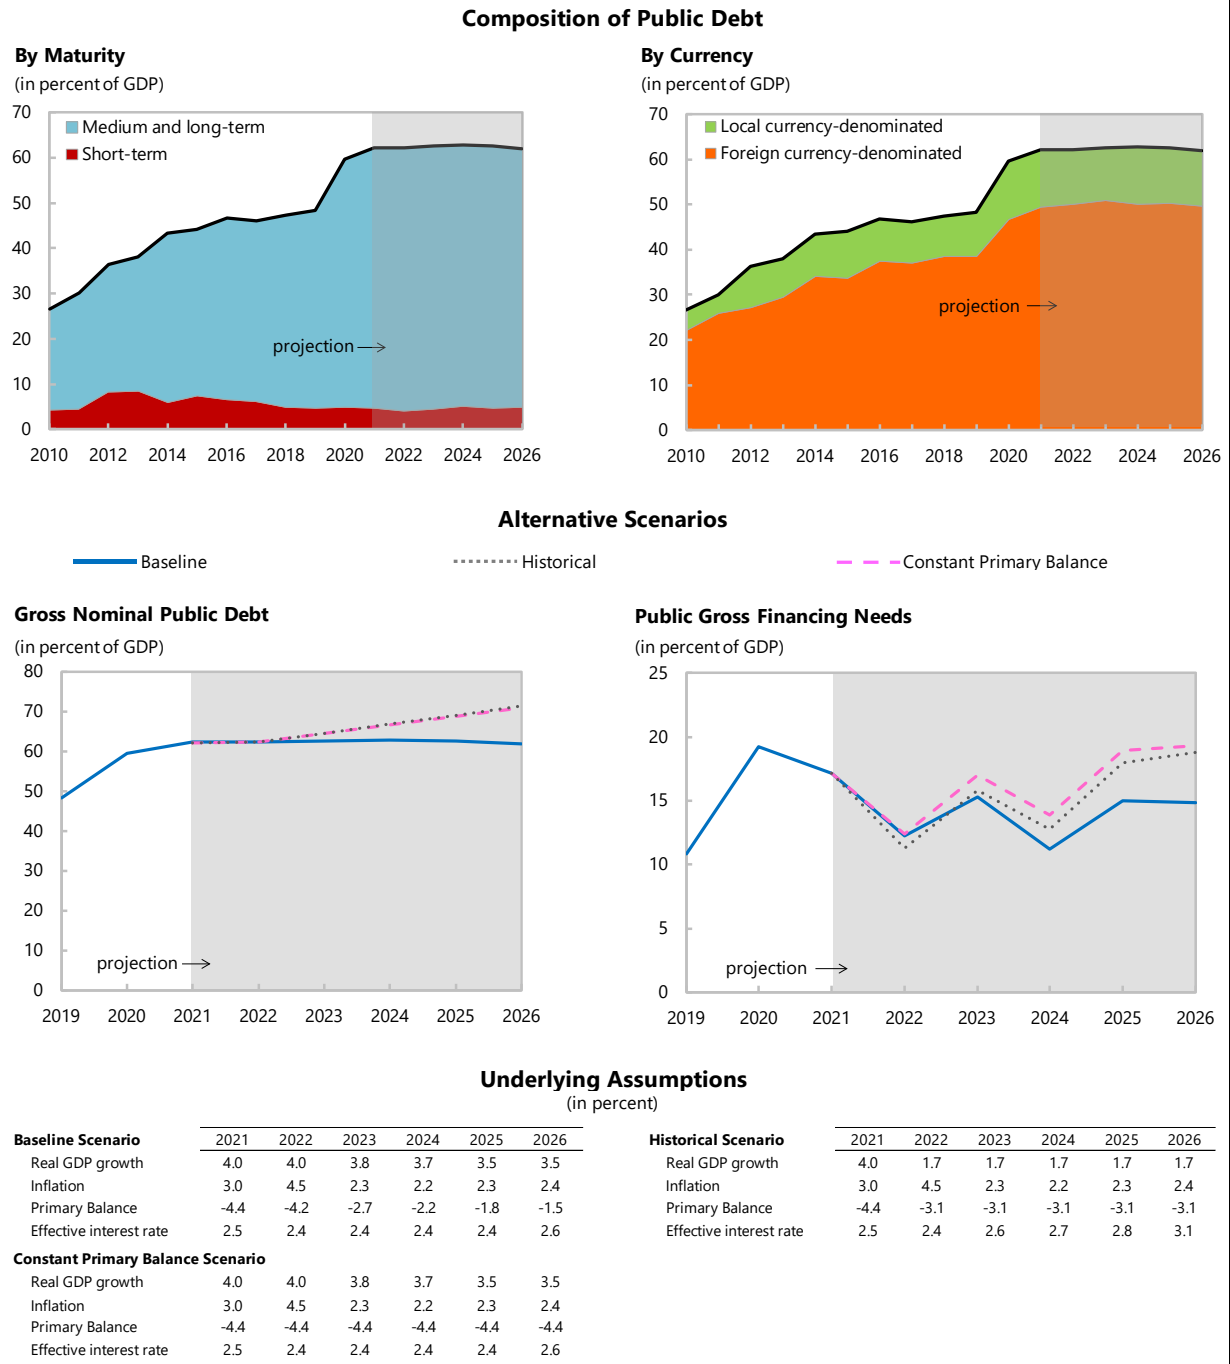 Composition of Public Debt
By Maturity
(in percent of GDP)
70
60
50
40
30
20
10
0
Medium and long-term
Short-term
projection
2010 2012 2014 2016 2018 2020 2022 2024 2026
By Currency
(in percent of GDP)
70
60
50
40
30
20
10
0
Local currency-denominated
Foreign currency-denominated
projection
2010 2012 2014 2016 2018 2020 2022 2024 2026
Alternative Scenarios
Baseline Historical Constant Primary Balance
Gross Nominal Public Debt
(in percent of GDP)
80
70
60
50
40
30
20
10
0
projection
2019 2020 2021 2022 2023 2024 2025 2026
Public Gross Financing Needs
(in percent of GDP)
25
20
15
10
5
0
projection
2019 2020 2021 2022 2023 2024 2025 2026
Underlying Assumptions
(in percent)
Baseline Scenario 2021 2022 2023 2024 2025 2026
Real GDP growth 4.0 4.0 3.8 3.7 3.5 3.5
Inflation 3.0 4.5 2.3 2.2 2.3 2.4
Primary Balance -4.4 -4.2 -2.7 -2.2 -1.8 -1.5
Effective interest rate 2.5 2.4 2.4 2.4 2.4 2.6
Constant Primary Balance Scenario
Real GDP growth 4.0 4.0 3.8 3.7 3.5 3.5
Inflation 3.0 4.5 2.3 2.2 2.3 2.4
Primary Balance -4.4 -4.4 -4.4 -4.4 -4.4 -4.4
Effective interest rate 2.5 2.4 2.4 2.4 2.4 2.6
Historical Scenario 2021 2022 2023 2024 2025 2026
Real GDP growth 4.0 1.7 1.7 1.7 1.7 1.7
Inflation 3.0 4.5 2.3 2.2 2.3 2.4
Primary Balance -4.4 -3.1 -3.1 -3.1 -3.1 -3.1
Effective interest rate 2.5 2.4 2.6 2.7 2.8 3.1